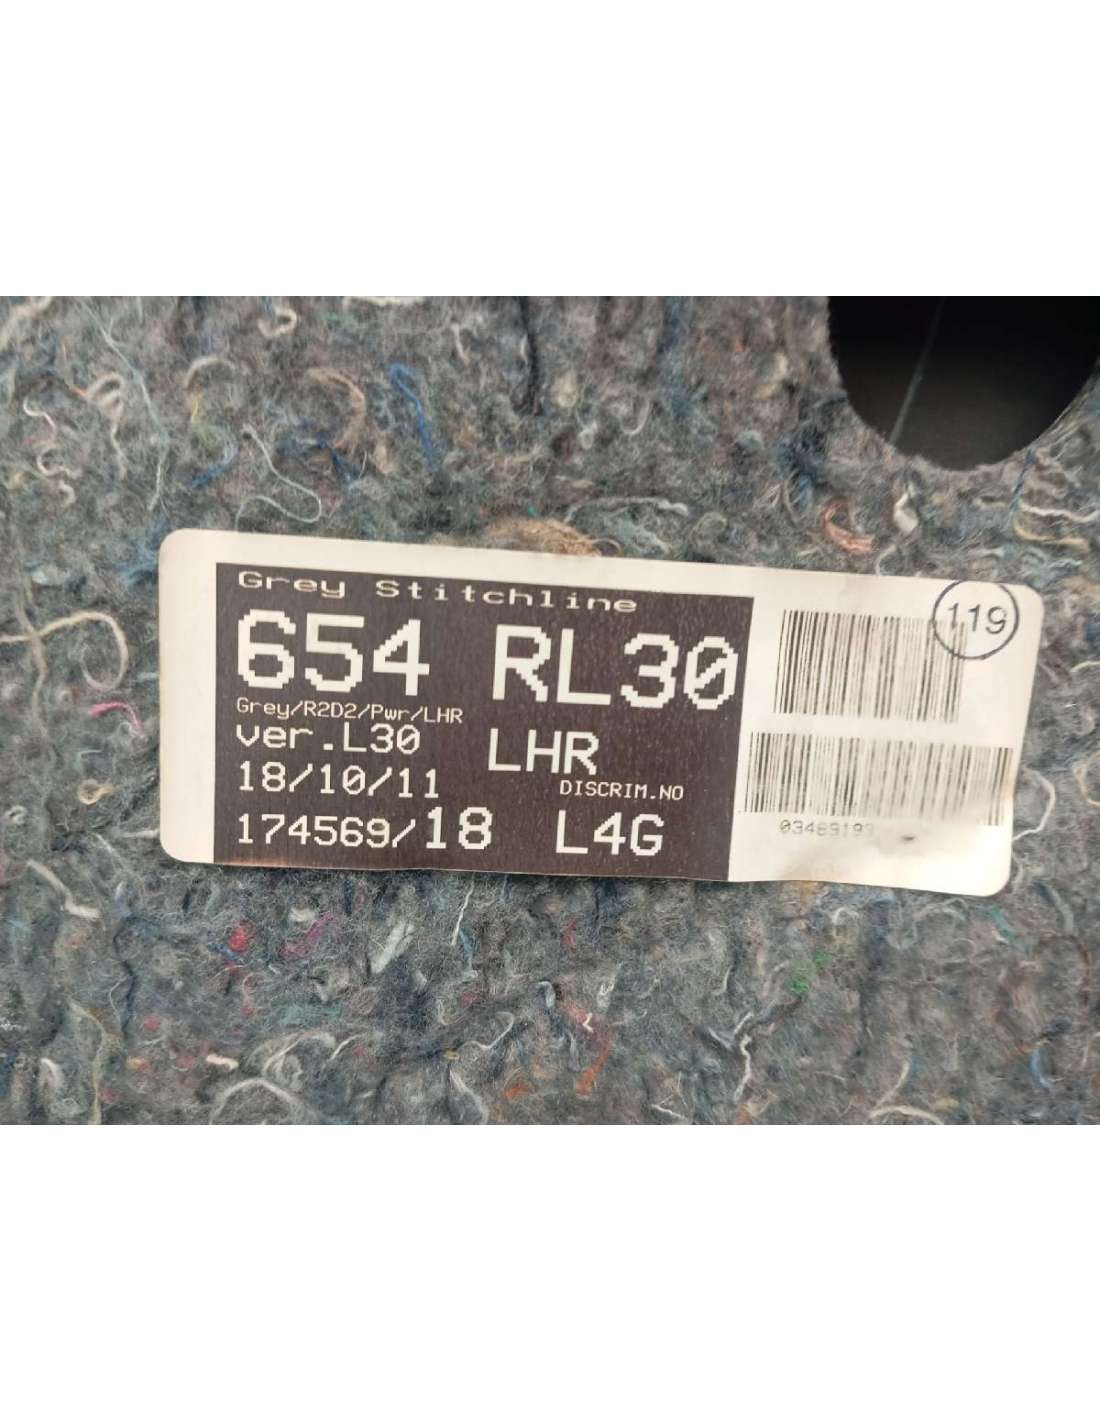 Grey Stitchline
654 RL30
Grey/R2D2/Pwr/LHR
ver.L30 LHR
18/10/11 DISCRIM.NO
174569/18 L4G
119